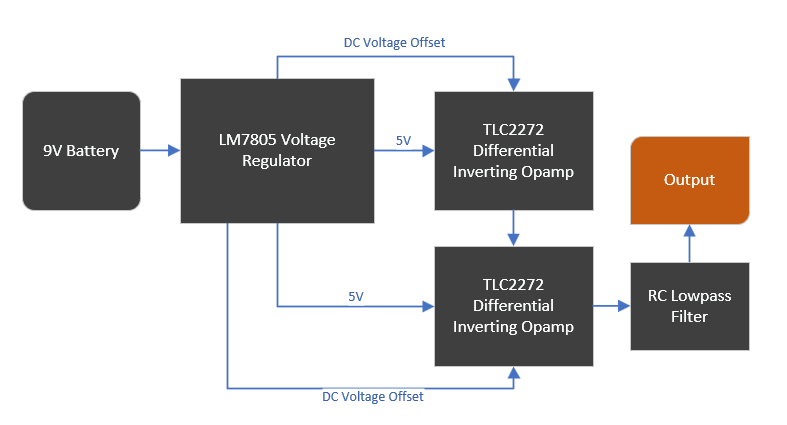 DC Voltage Offset
9V Battery
LM7805 Voltage
Regulator
5V
TLC2272
Differential
Inverting Opamp
Output
5V
TLC2272
Differential
Inverting Opamp
RC Lowpass
Filter
DC Voltage Offset